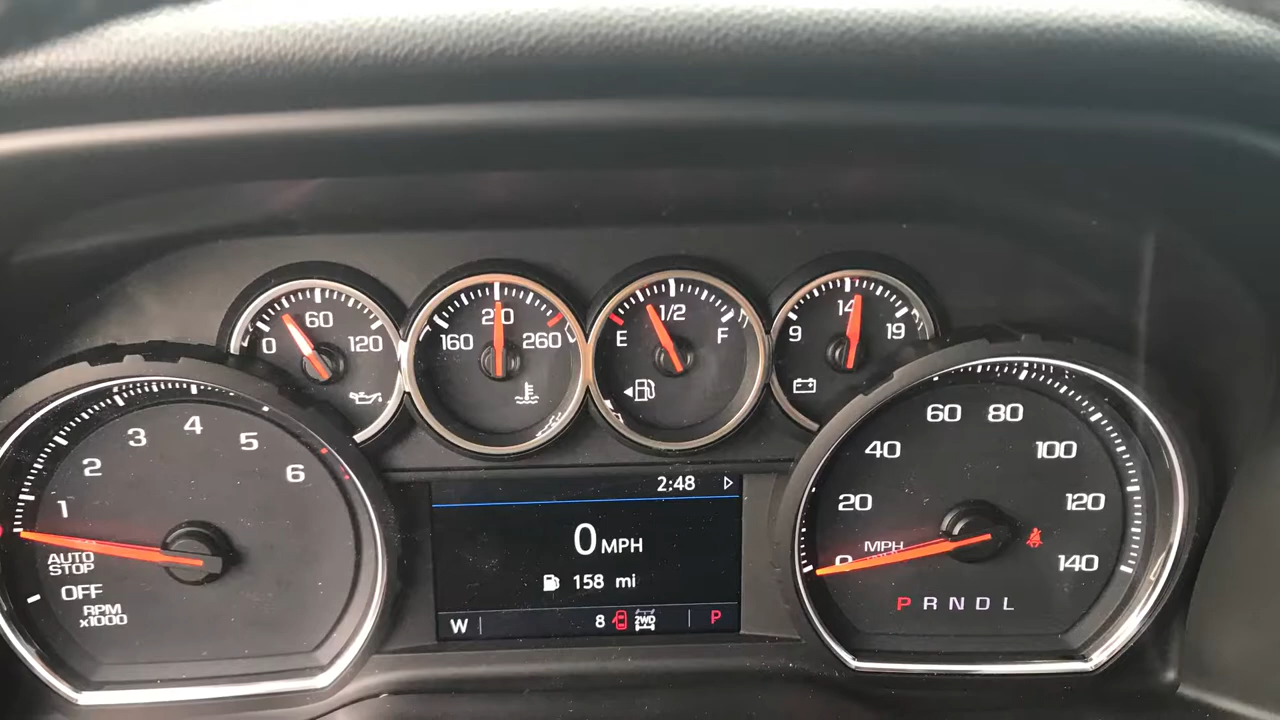 0 60 120
160 210 260
E 1/2 F
9 14 19
1 2 3 4 5 6
AUTO
STOP
OFF
RPM
x1000
2:48
0 MPH
158 mi
W 8 2WD P
0 20 40 60 80 100 120 140
MPH
P R N D L